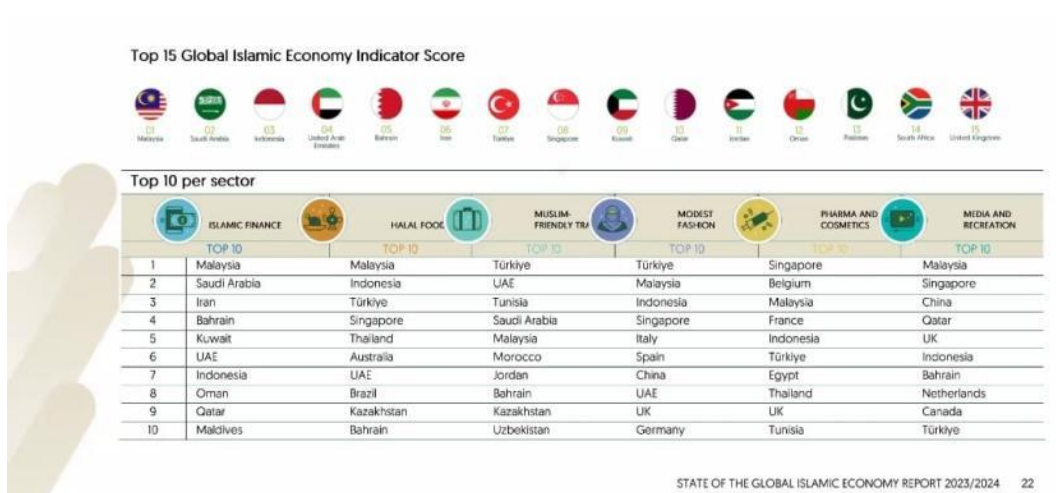 Top 15 Global Islamic Economy Indicator Score
01 02 03 04 05 06 07 08 09 10 11 12 13 14 15
Malaysia Saudi Arabia Indonesia United Arab Emirates Bahrain Iran Türkiye Singapore Kuwait Qatar Jordan Oman Pakistan South Africa United Kingdom
Top 10 per sector
ISLAMIC FINANCE HALAL FOOD MUSLIM-FRIENDLY TRA MODEST FASHION PHARMA AND COSMETICS MEDIA AND RECREATION
TOP 10 TOP 10 TOP 10 TOP 10 TOP 10 TOP 10
1 Malaysia Malaysia Türkiye Türkiye Singapore Malaysia
2 Saudi Arabia Indonesia UAE Malaysia Belgium Singapore
3 Iran Türkiye Tunisia Indonesia Malaysia China
4 Bahrain Singapore Saudi Arabia Singapore France Qatar
5 Kuwait Thailand Malaysia Italy Indonesia UK
6 UAE Australia Morocco Spain Türkiye Indonesia
7 Indonesia UAE Jordan China Egypt Bahrain
8 Oman Brazil Bahrain UAE Thailand Netherlands
9 Qatar Kazakhstan Kazakhstan UK UK Canada
10 Maldives Bahrain Uzbekistan Germany Tunisia Türkiye
STATE OF THE GLOBAL ISLAMIC ECONOMY REPORT 2023/2024 22